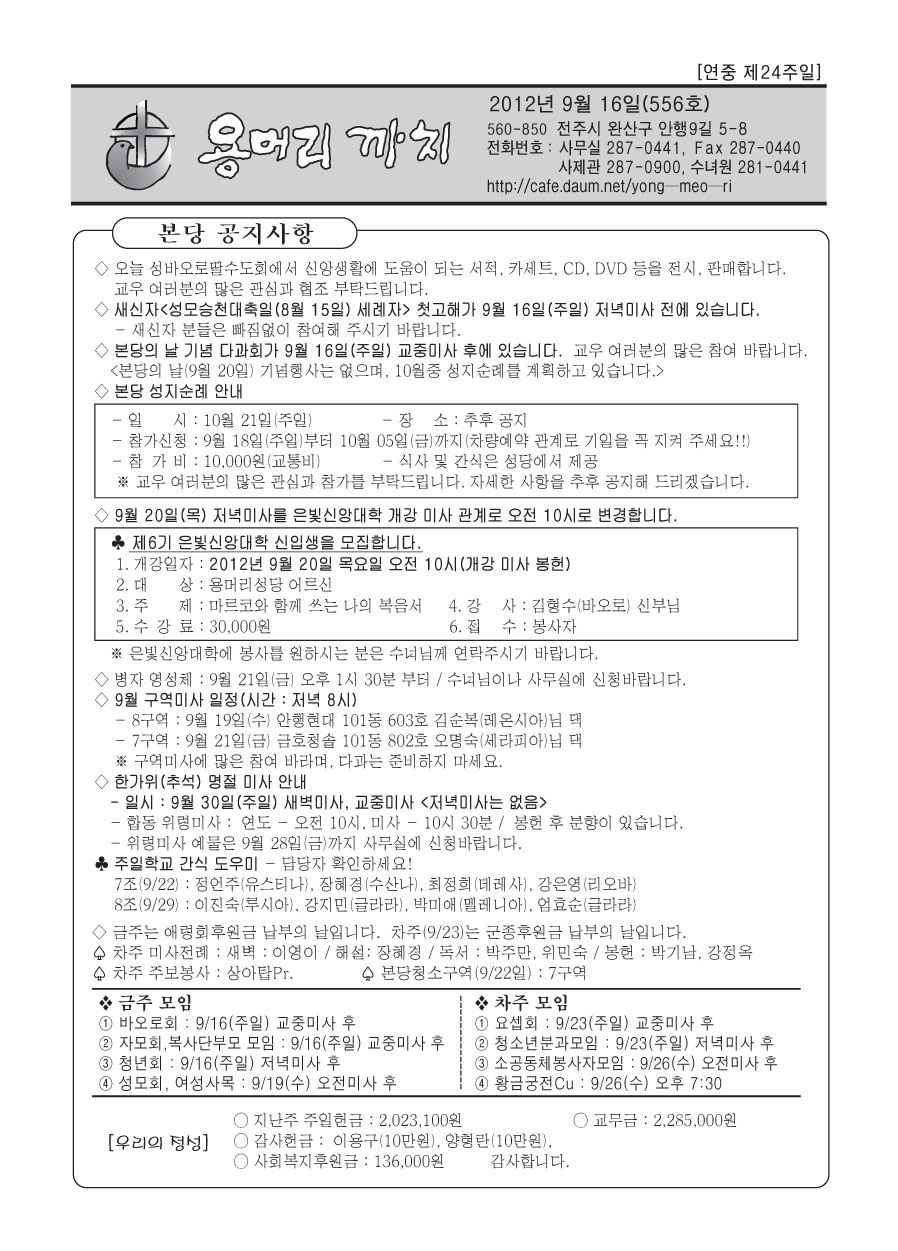 [연중 제24주일]
용머리 까치
2012년 9월 16일(556호)
560-850 전주시 완산구 안행9길 5-8
전화번호 : 사무실 287-0441, Fax 287-0440
사제관 287-0900, 수녀원 281-0441
http://cafe.daum.net/yong─meo─ri
본당 공지사항
◇ 오늘 성바오로딸수도회에서 신앙생활에 도움이 되는 서적, 카세트, CD, DVD 등을 전시, 판매합니다.
교우 여러분의 많은 관심과 협조 부탁드립니다.
◇ 새신자<성모승천대축일(8월 15일) 세례자> 첫고해가 9월 16일(주일) 저녁미사 전에 있습니다.
- 새신자 분들은 빠짐없이 참여해 주시기 바랍니다.
◇ 본당의 날 기념 다과회가 9월 16일(주일) 교중미사 후에 있습니다. 교우 여러분의 많은 참여 바랍니다.
<본당의 날(9월 20일) 기념행사는 없으며, 10월중 성지순례를 계획하고 있습니다.>
◇ 본당 성지순례 안내
- 일 시 : 10월 21일(주일) - 장 소 : 추후 공지
- 참가신청 : 9월 18일(주일)부터 10월 05일(금)까지(차량예약 관계로 기일을 꼭 지켜 주세요!!)
- 참 가 비 : 10,000원(교통비) - 식사 및 간식은 성당에서 제공
※ 교우 여러분의 많은 관심과 참가를 부탁드립니다. 자세한 사항을 추후 공지해 드리겠습니다.
◇ 9월 20일(목) 저녁미사를 은빛신앙대학 개강 미사 관계로 오전 10시로 변경합니다.
♣ 제6기 은빛신앙대학 신입생을 모집합니다.
1. 개강일자 : 2012년 9월 20일 목요일 오전 10시(개강 미사 봉헌)
2. 대 상 : 용머리성당 어르신
3. 주 제 : 마르코와 함께 쓰는 나의 복음서 4. 강 사 : 김형수(바오로) 신부님
5. 수 강 료 : 30,000원 6. 접 수 : 봉사자
※ 은빛신앙대학에 봉사를 원하시는 분은 수녀님께 연락주시기 바랍니다.
◇ 병자 영성체 : 9월 21일(금) 오후 1시 30분 부터 / 수녀님이나 사무실에 신청바랍니다.
◇ 9월 구역미사 일정(시간 : 저녁 8시)
- 8구역 : 9월 19일(수) 안행현대 101동 603호 김순복(레온시아)님 댁
- 7구역 : 9월 21일(금) 금호청솔 101동 802호 오명숙(세라피아)님 댁
※ 구역미사에 많은 참여 바라며, 다과는 준비하지 마세요.
◇ 한가위(추석) 명절 미사 안내
- 일시 : 9월 30일(주일) 새벽미사, 교중미사 <저녁미사는 없음>
- 합동 위령미사 : 연도 - 오전 10시, 미사 - 10시 30분 / 봉헌 후 분향이 있습니다.
- 위령미사 예물은 9월 28일(금)까지 사무실에 신청바랍니다.
♣ 주일학교 간식 도우미 - 담당자 확인하세요!
7조(9/22) : 정언주(유스티나), 장혜경(수산나), 최정희(데레사), 강은영(리오바)
8조(9/29) : 이진숙(루시아), 강지민(글라라), 박미애(멜레니아), 엄효순(글라라)
◇ 금주는 애령회후원금 납부의 날입니다. 차주(9/23)는 군종후원금 납부의 날입니다.
♤ 차주 미사전례 : 새벽 : 이영이 / 해설: 장혜경 / 독서 : 박주만, 위민숙 / 봉헌 : 박기남, 강정옥
♤ 차주 주보봉사 : 상아탑Pr. ♤ 본당청소구역(9/22일) : 7구역
❖ 금주 모임
① 바오로회 : 9/16(주일) 교중미사 후
② 자모회,복사단부모 모임 : 9/16(주일) 교중미사 후
③ 청년회 : 9/16(주일) 저녁미사 후
④ 성모회, 여성사목 : 9/19(수) 오전미사 후
❖ 차주 모임
① 요셉회 : 9/23(주일) 교중미사 후
② 청소년분과모임 : 9/23(주일) 저녁미사 후
③ 소공동체봉사자모임 : 9/26(수) 오전미사 후
④ 황금궁전Cu : 9/26(수) 오후 7:30
[우리의 정성]
○ 지난주 주일헌금 : 2,023,100원 ○ 교무금 : 2,285,000원
○ 감사헌금 : 이용구(10만원), 양형란(10만원),
○ 사회복지후원금 : 136,000원 감사합니다.